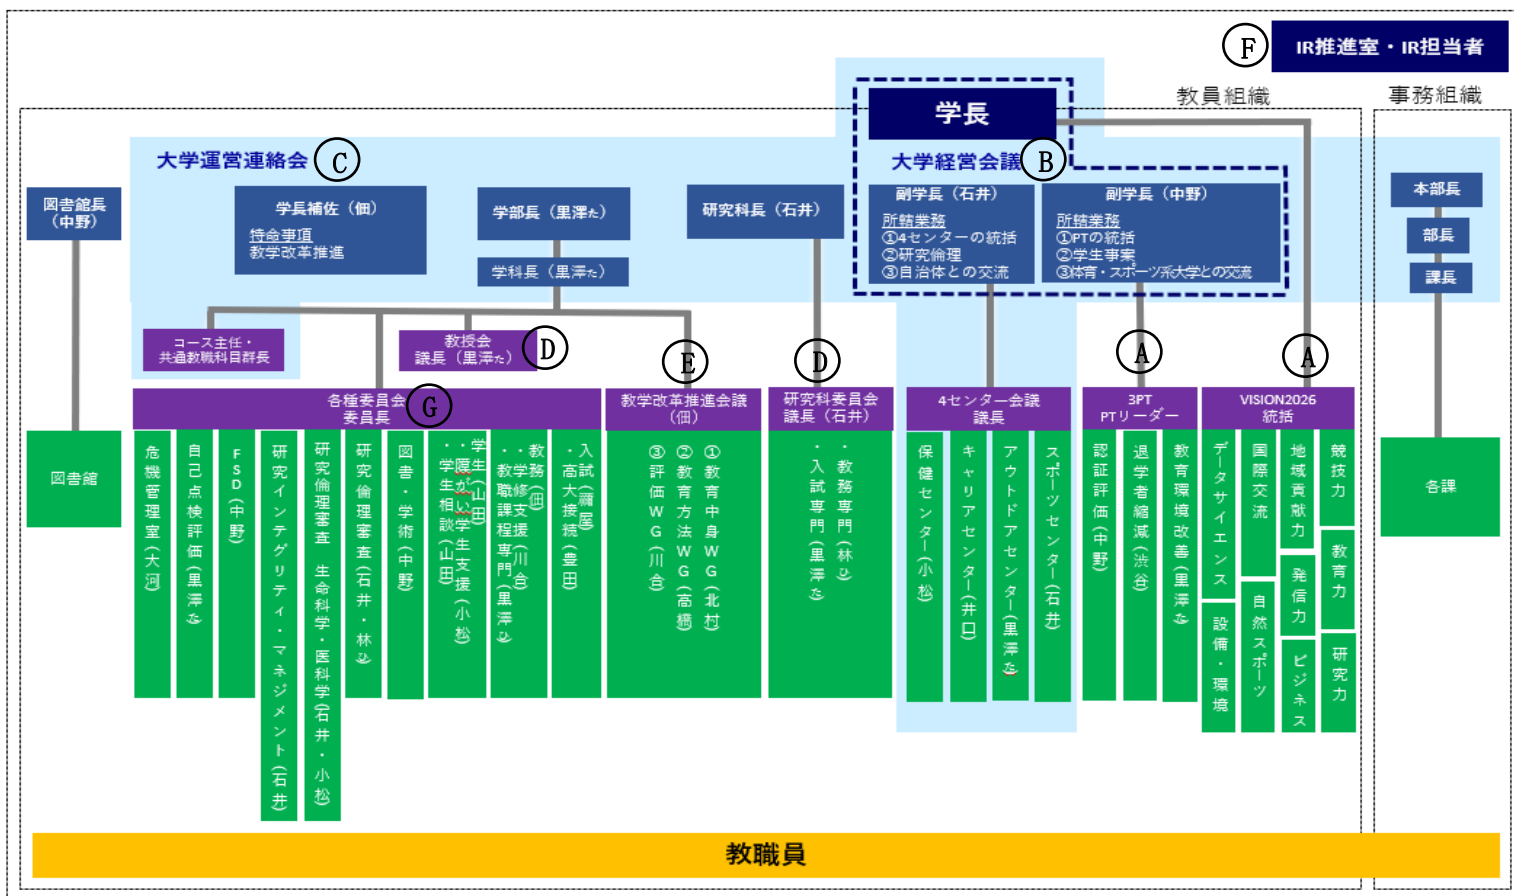 F
IR推進室・IR担当者
教員組織
事務組織
学長
大学運営連絡会
C
大学経営会議
B
図書館長
(中野)
学長補佐(佃)
特命事項
教学改革推進
学部長(黒澤た)
学科長(黒澤た)
研究科長(石井)
副学長(石井)
所轄業務
①4センターの統括
②研究倫理
③自治体との交流
副学長(中野)
所轄業務
①PTの統括
②学生事案
③体育・スポーツ系大学との交流
本部長
部長
課長
コース主任・
共通教職科目群長
教授会
議長(黒澤た)
D
E
D
A
A
各種委員会
委員長
G
教学改革推進会議
(佃)
研究科委員会
議長(石井)
4センター会議
議長
3PT
PTリーダー
VISION2026
統括
図書館
危機管理室(大河)
自己点検評価(黒澤た)
FSD(中野)
研究インテグリティ・マネジメント(石井)
研究倫理審査 生命科学・医科学(石井・小松)
研究倫理審査(石井・林ひ)
図書・学術(中野)
学生(山田)
・障がい学生支援(小松)
・学生相談(山田)
教務(佃)
・学修支援(川合)
・教職課程専門(黒澤ひ)
入試(禰屋)
・高大接続(豊田)
①教育中身WG(北村)
②教育方法WG(高橋)
③評価WG(川合)
・教務専門(林ひ)
・入試専門(黒澤た)
保健センター(小松)
キャリアセンター(井口)
アウトドアセンター(黒澤た)
スポーツセンター(石井)
認証評価(中野)
退学者縮減(渋谷)
教育環境改善(黒澤た)
データサイエンス
設備・環境
国際交流
自然スポーツ
地域貢献力
発信力
ビジネス
競技力
教育力
研究力
各課
教職員